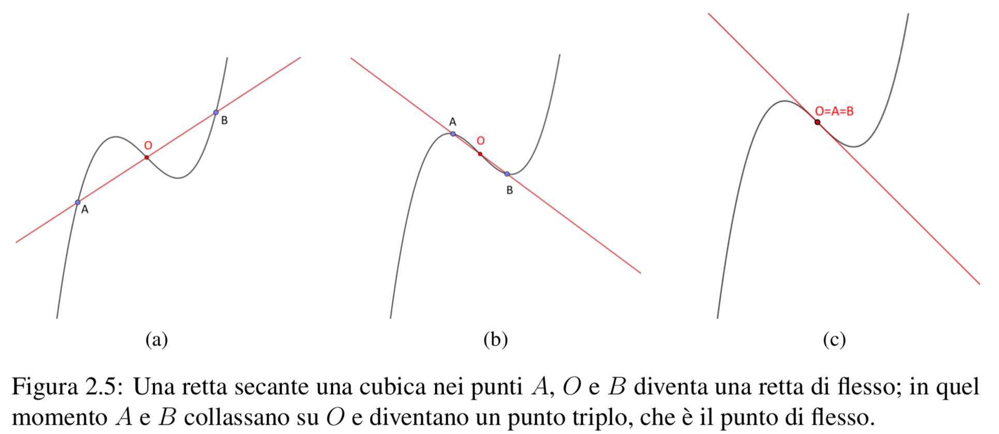 O
B
A
(a)
A
O
B
(b)
O=A=B
(c)
Figura 2.5: Una retta secante una cubica nei punti A, O e B diventa una retta di flesso; in quel
momento A e B collassano su O e diventano un punto triplo, che è il punto di flesso.